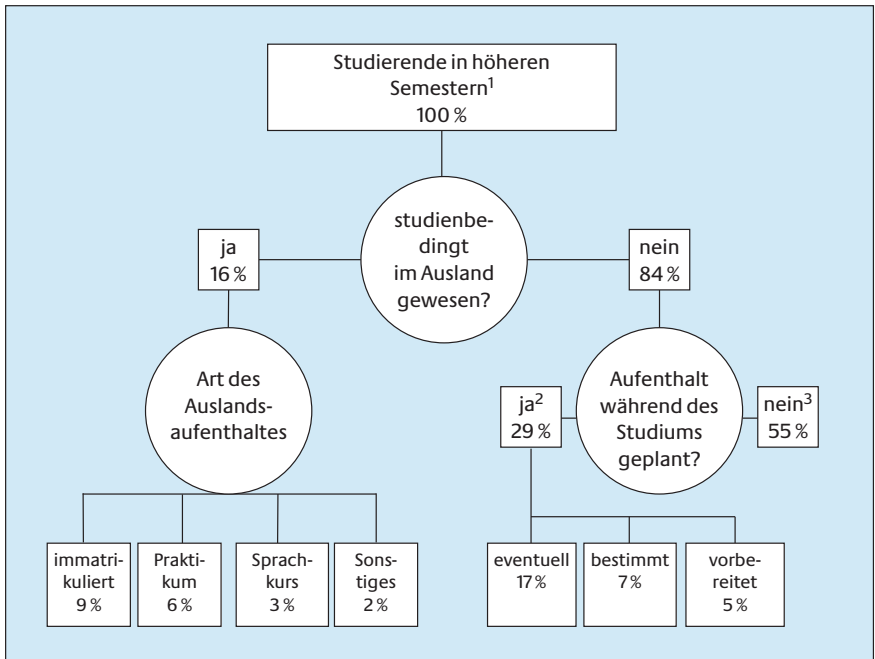 Studierende in höheren
Semestern¹
100 %
studienbe-
dingt
im Ausland
gewesen?
ja
16 %
nein
84 %
Art des
Auslands-
aufenthaltes
Aufenthalt
während des
Studiums
geplant?
ja²
29 %
nein³
55 %
immatri-
kuliert
9 %
Prakti-
kum
6 %
Sprach-
kurs
3 %
Sons-
tiges
2 %
eventuell
17 %
bestimmt
7 %
vorbe-
reitet
5 %